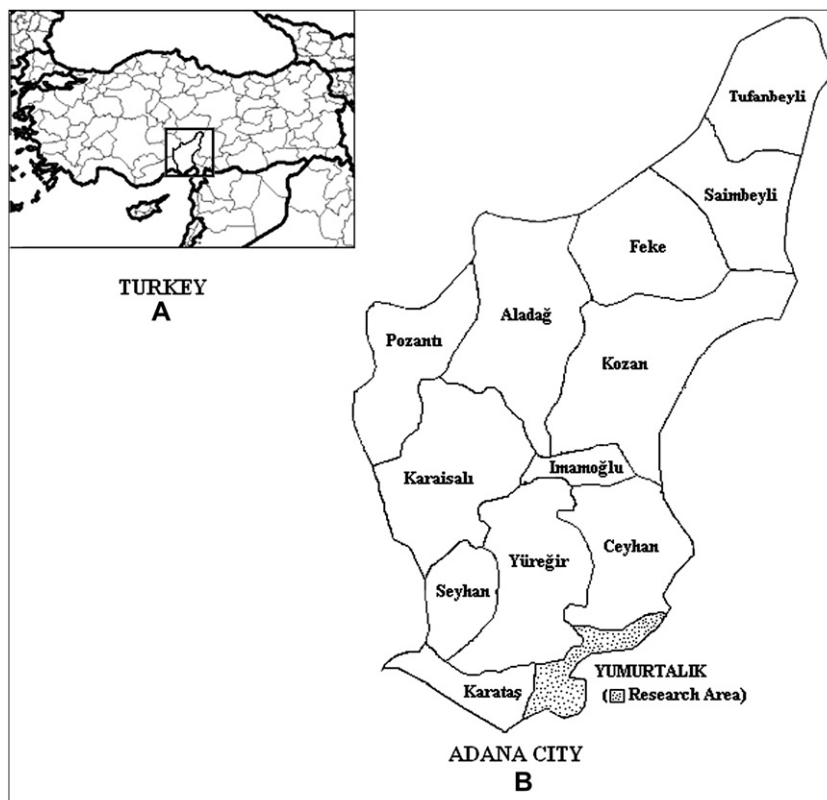 TURKEY
A
Tufanbeyli
Saimbeyli
Feke
Aladağ
Pozantı
Kozan
Karaisalı
Imamoğlu
Ceyhan
Yüreğir
Seyhan
YUMURTALIK
( Research Area)
Karataş
ADANA CITY
B